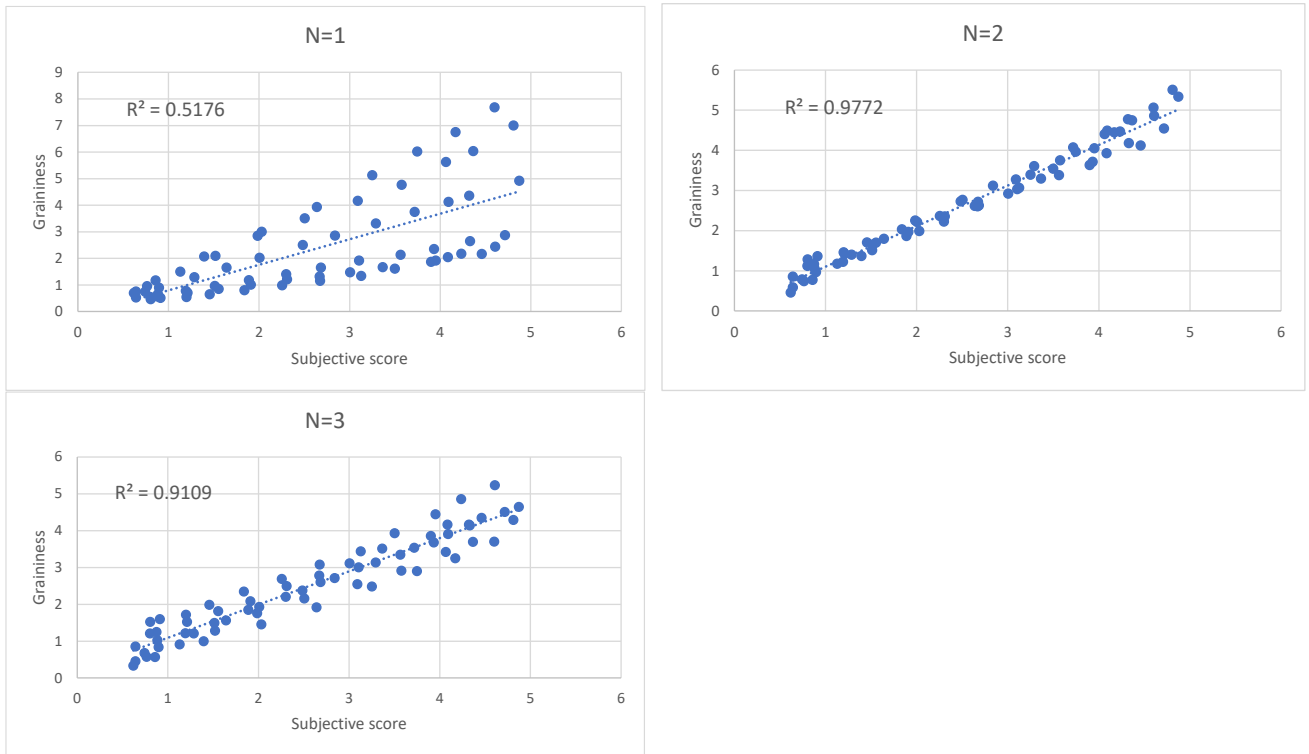 N=1
Graininess
9
8
7
6
5
4
3
2
1
0
R² = 0.5176
0 1 2 3 4 5 6
Subjective score
N=2
Graininess
6
5
4
3
2
1
0
R² = 0.9772
0 1 2 3 4 5 6
Subjective score
N=3
Graininess
6
5
4
3
2
1
0
R² = 0.9109
0 1 2 3 4 5 6
Subjective score